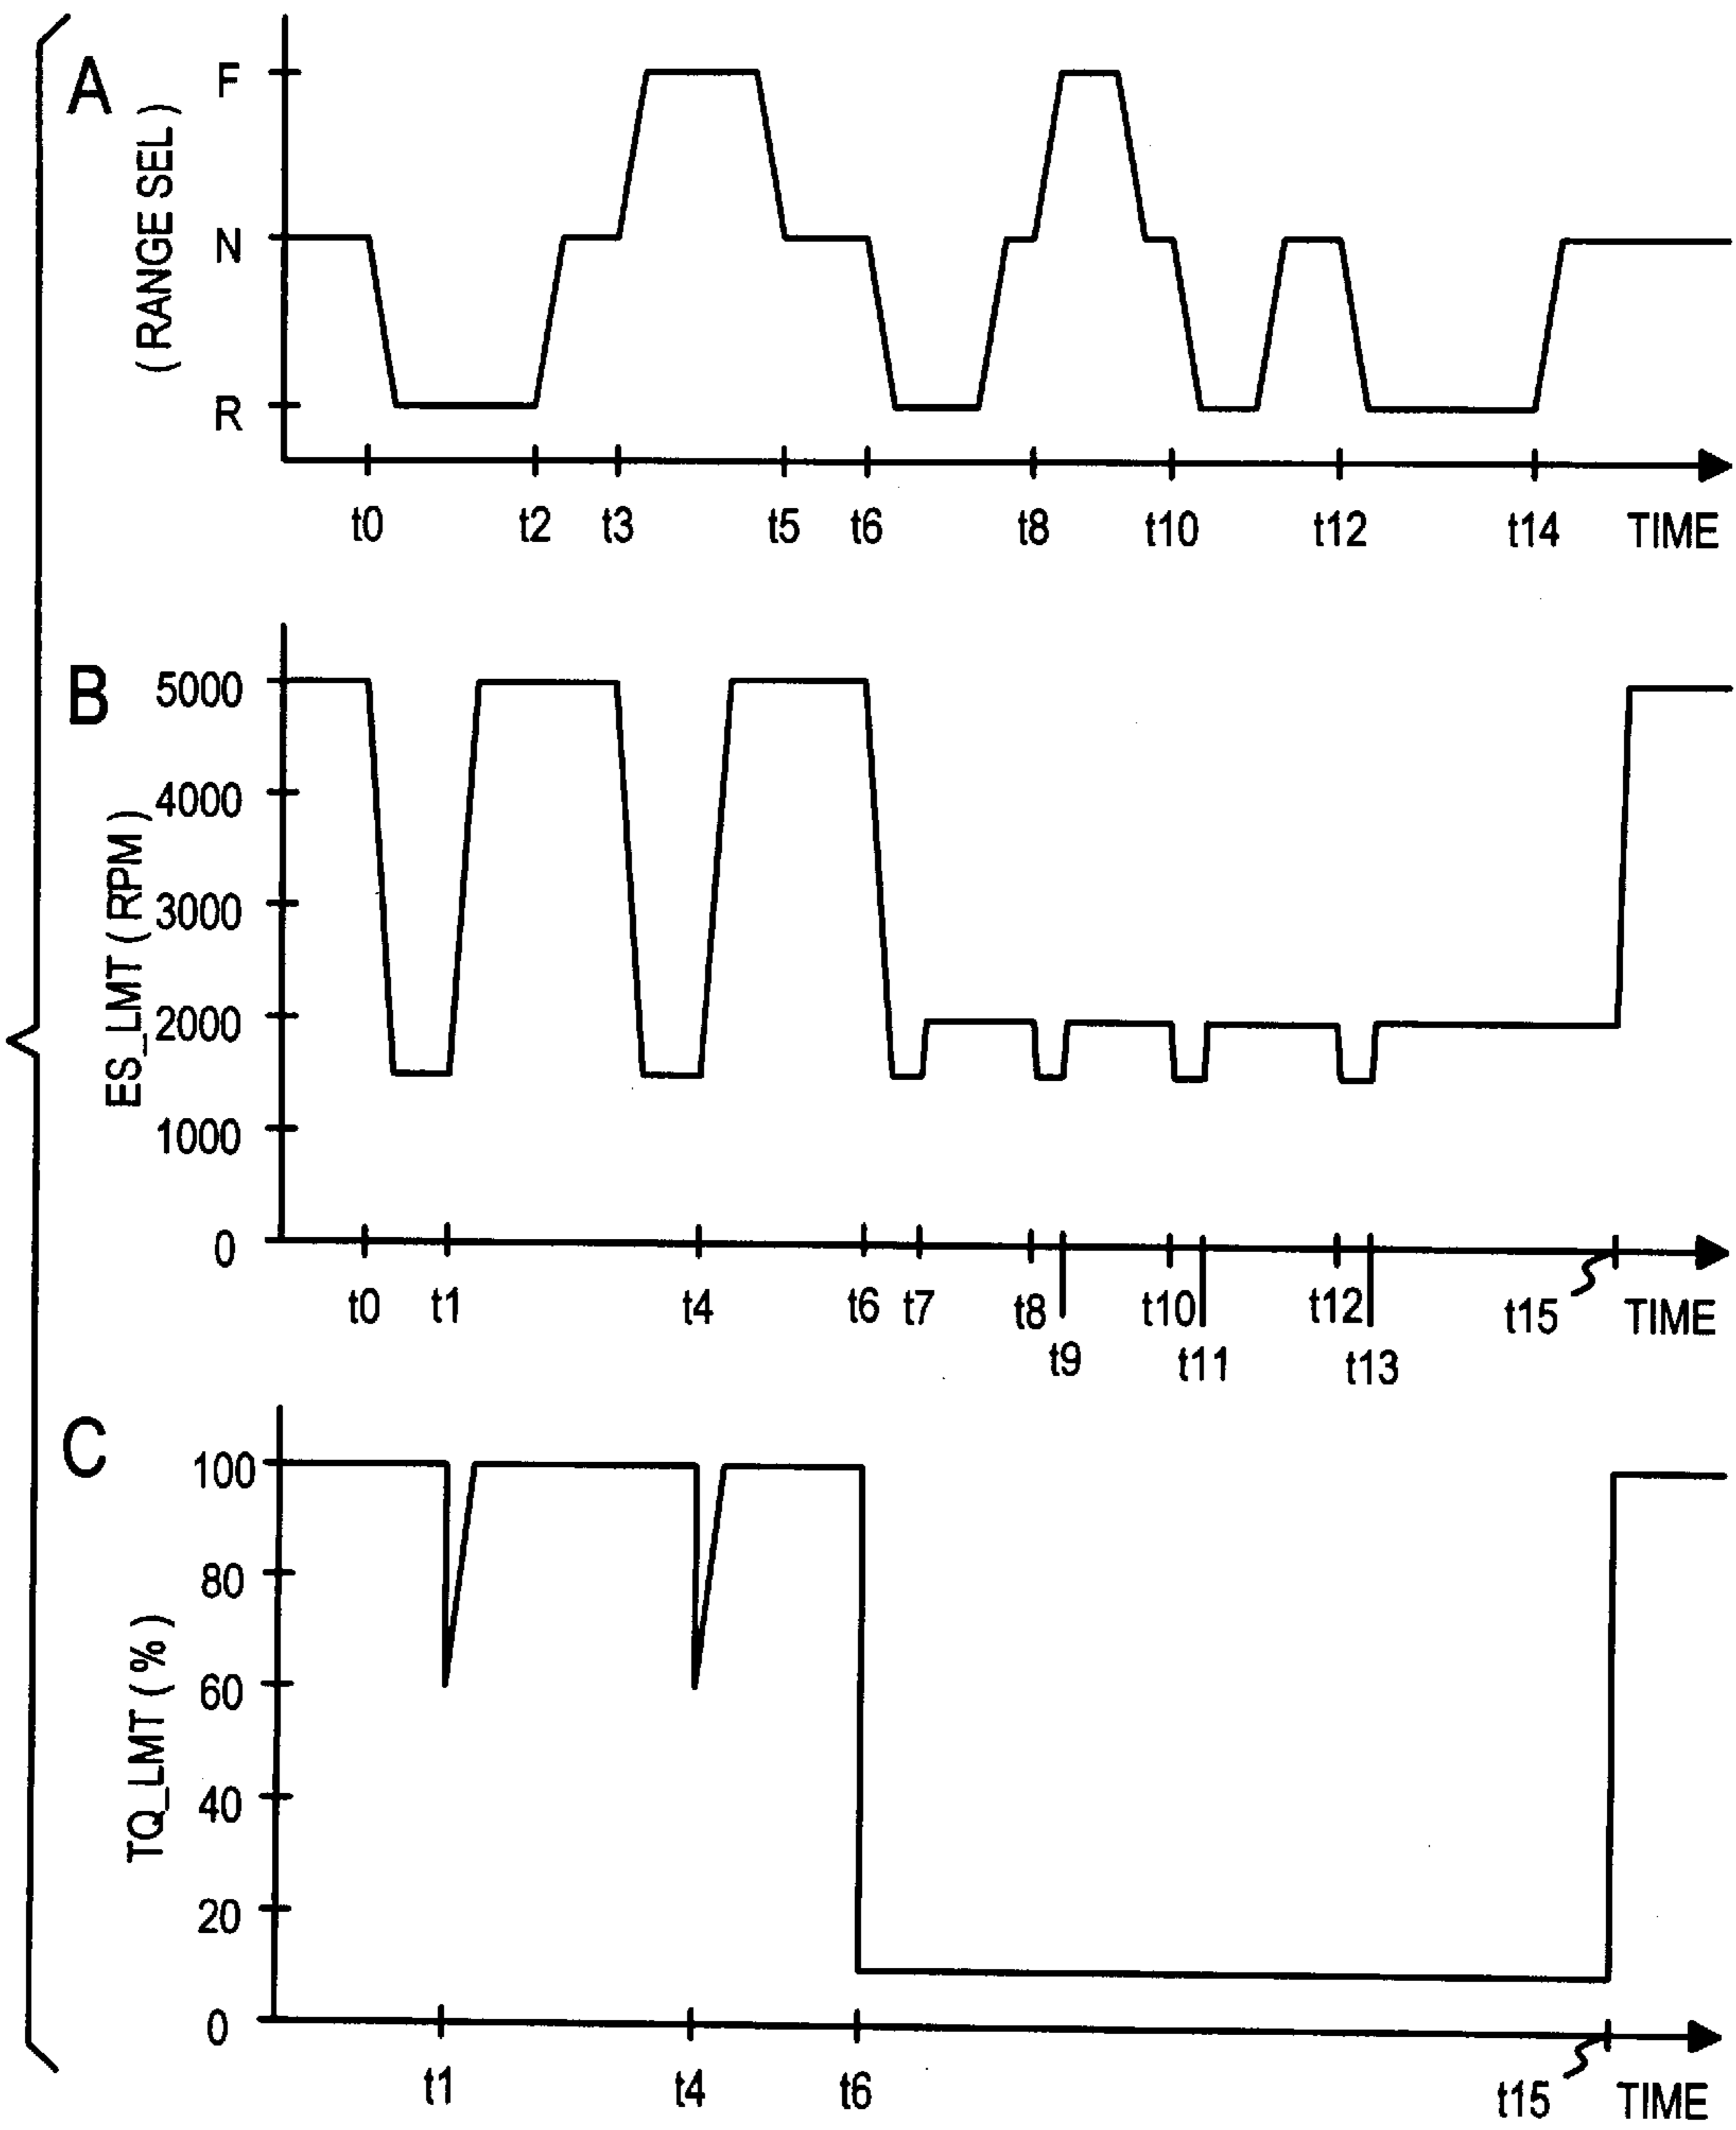 A
( RANGE SEL )
F
N
R
t0 t2 t3 t5 t6 t8 t10 t12 t14 TIME
B
ES_LMT ( RPM )
5000
4000
3000
2000
1000
0
t0 t1 t4 t6 t7 t8 t10 t12 t15 TIME
t9 t11 t13
C
TQ_LMT ( % )
100
80
60
40
20
0
t1 t4 t6 t15 TIME